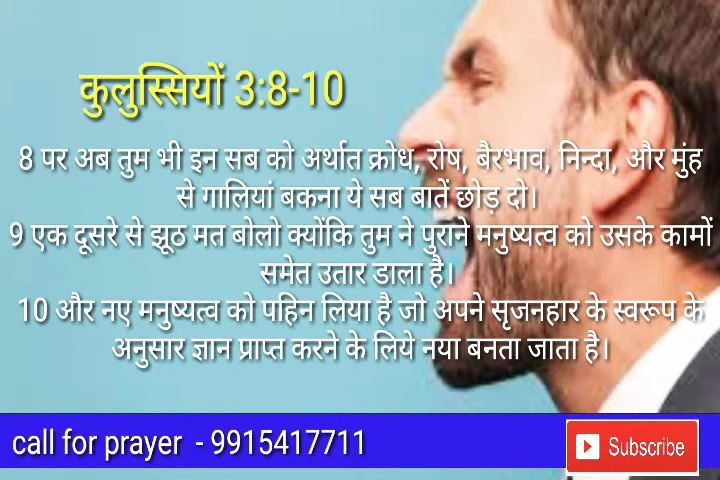 कुलुस्सियों 3:8-10
8 पर अब तुम भी इन सब को अर्थात क्रोध, रोष, बैरभाव, निन्दा, और मुंह
से गालियां बकना ये सब बातें छोड़ दो।
9 एक दूसरे से झूठ मत बोलो क्योंकि तुम ने पुराने मनुष्यत्व को उसके कामों
समेत उतार डाला है।
10 और नए मनुष्यत्व को पहिन लिया है जो अपने सृजनहार के स्वरूप के
अनुसार ज्ञान प्राप्त करने के लिये नया बनता जाता है।
call for prayer - 9915417711
Subscribe